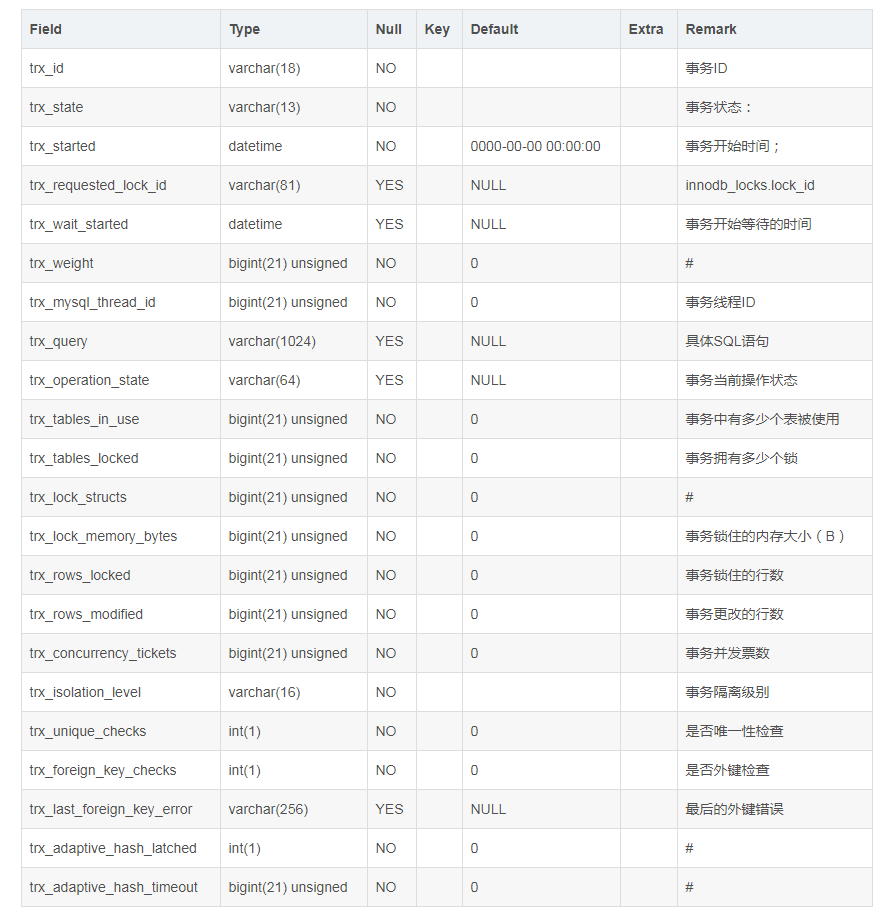 Field Type Null Key Default Extra Remark
trx_id varchar(18) NO 事务ID
trx_state varchar(13) NO 事务状态：
trx_started datetime NO 0000-00-00 00:00:00 事务开始时间；
trx_requested_lock_id varchar(81) YES NULL innodb_locks.lock_id
trx_wait_started datetime YES NULL 事务开始等待的时间
trx_weight bigint(21) unsigned NO 0 #
trx_mysql_thread_id bigint(21) unsigned NO 0 事务线程ID
trx_query varchar(1024) YES NULL 具体SQL语句
trx_operation_state varchar(64) YES NULL 事务当前操作状态
trx_tables_in_use bigint(21) unsigned NO 0 事务中有多少个表被使用
trx_tables_locked bigint(21) unsigned NO 0 事务拥有多少个锁
trx_lock_structs bigint(21) unsigned NO 0 #
trx_lock_memory_bytes bigint(21) unsigned NO 0 事务锁住的内存大小（B）
trx_rows_locked bigint(21) unsigned NO 0 事务锁住的行数
trx_rows_modified bigint(21) unsigned NO 0 事务更改的行数
trx_concurrency_tickets bigint(21) unsigned NO 0 事务并发票数
trx_isolation_level varchar(16) NO 事务隔离级别
trx_unique_checks int(1) NO 0 是否唯一性检查
trx_foreign_key_checks int(1) NO 0 是否外键检查
trx_last_foreign_key_error varchar(256) YES NULL 最后的外键错误
trx_adaptive_hash_latched int(1) NO 0 #
trx_adaptive_hash_timeout bigint(21) unsigned NO 0 #